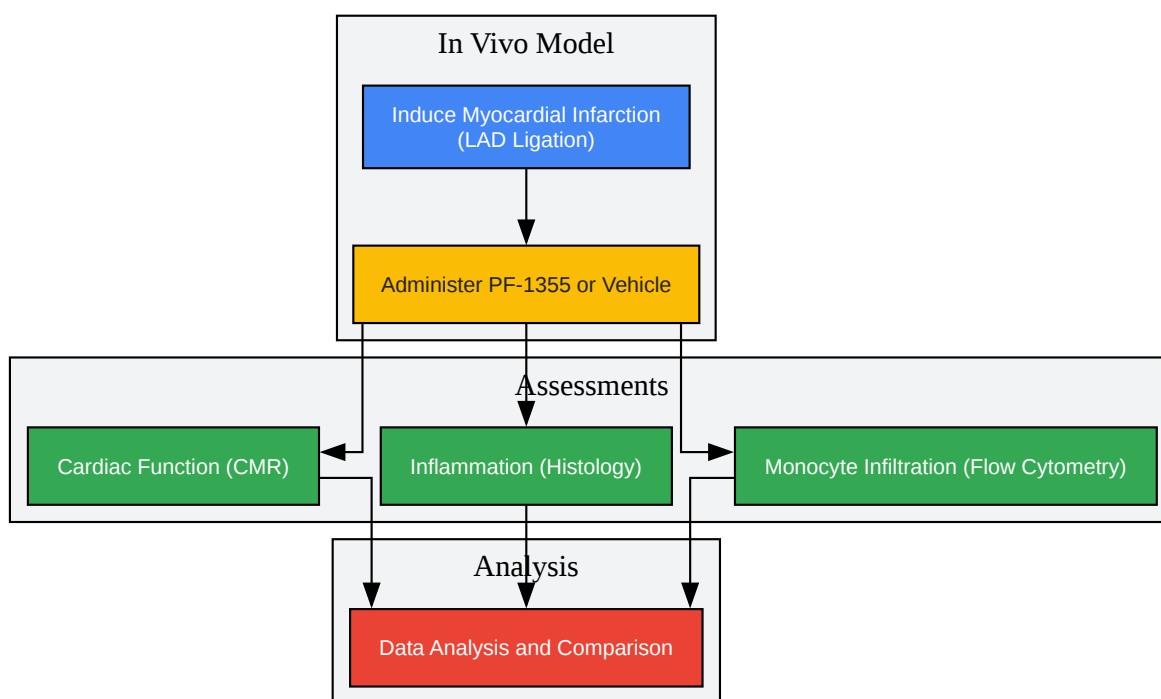 In Vivo Model
Induce Myocardial Infarction
(LAD Ligation)
Administer PF-1355 or Vehicle
Assessments
Cardiac Function (CMR)
Inflammation (Histology)
Monocyte Infiltration (Flow Cytometry)
Analysis
Data Analysis and Comparison